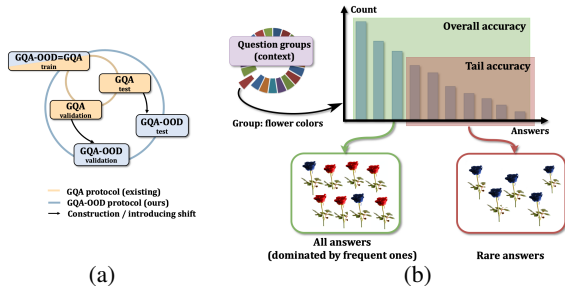 GQA-OOD=GQA
train
GQA
test
GQA
validation
GQA-OOD
test
GQA-OOD
validation
GQA protocol (existing)
GQA-OOD protocol (ours)
Construction / introducing shift
(a)
Count
Question groups
(context)
Overall accuracy
Tail accuracy
Group: flower colors
Answers
All answers
(dominated by frequent ones)
Rare answers
(b)